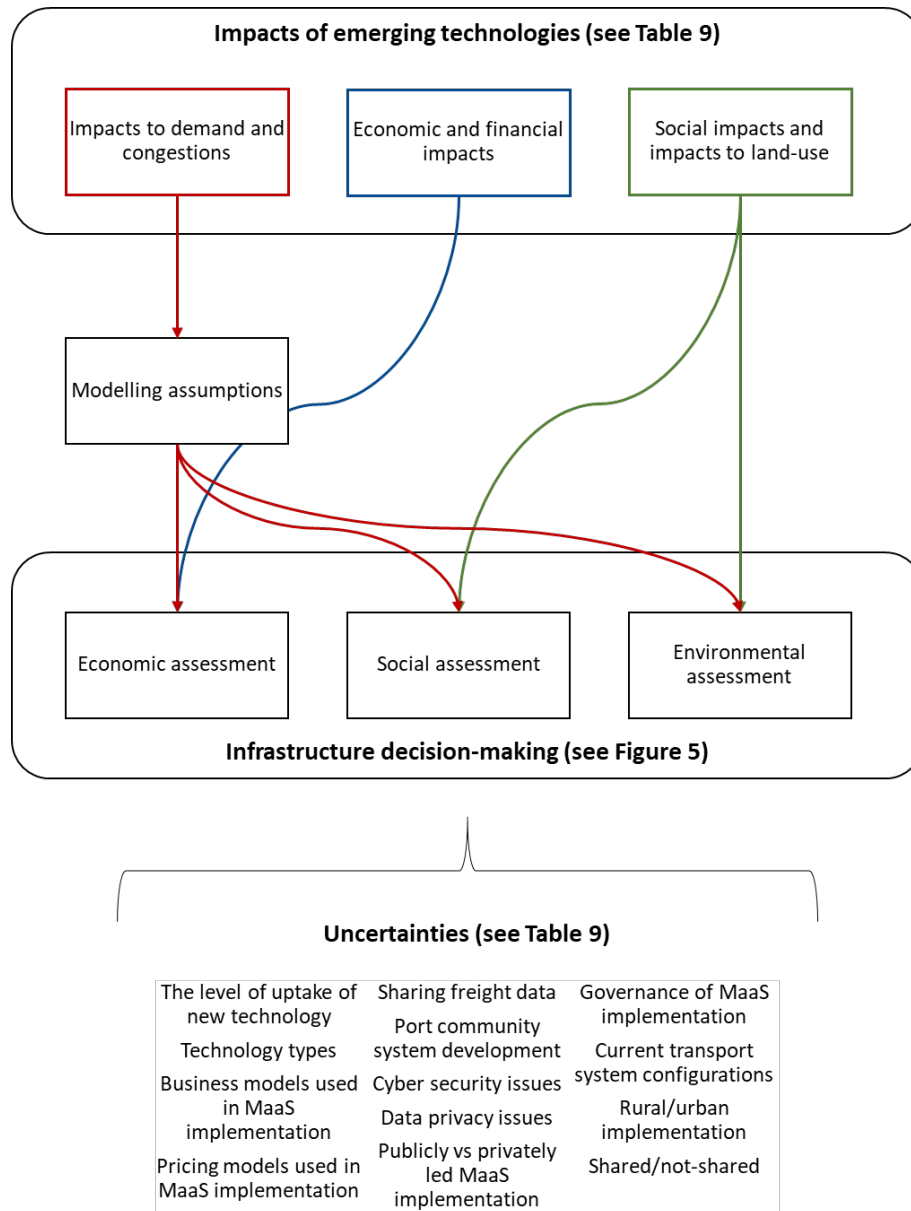 Impacts of emerging technologies (see Table 9)
Impacts to demand and
congestions
Economic and financial
impacts
Social impacts and
impacts to land-use
Modelling assumptions
Economic assessment
Social assessment
Environmental
assessment
Infrastructure decision-making (see Figure 5)
Uncertainties (see Table 9)
The level of uptake of
new technology
Technology types
Business models used
in MaaS
implementation
Pricing models used in
MaaS implementation
Sharing freight data
Port community
system development
Cyber security issues
Data privacy issues
Publicly vs privately
led MaaS
implementation
Governance of MaaS
implementation
Current transport
system configurations
Rural/urban
implementation
Shared/not-shared